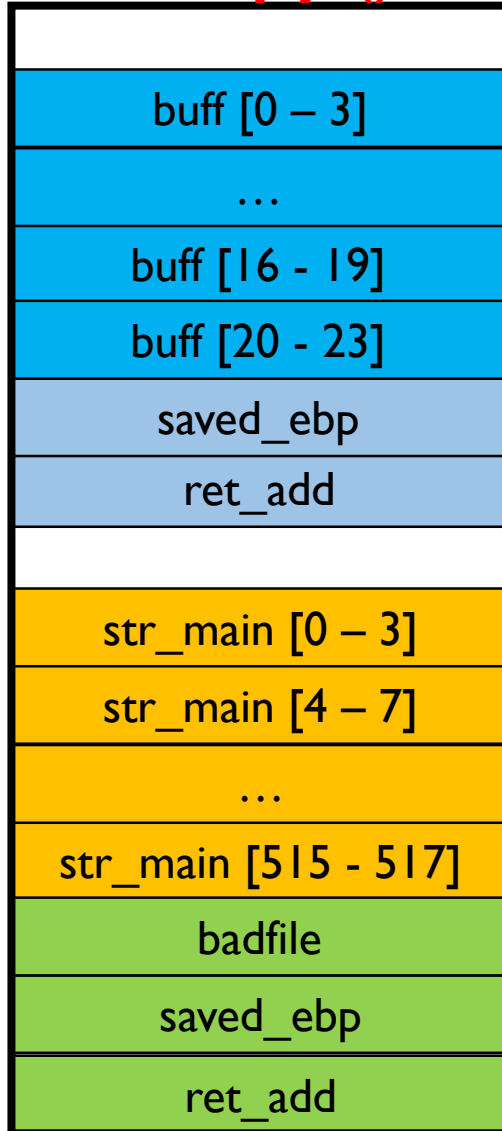 buff [0 – 3]
…
buff [16 - 19]
buff [20 - 23]
saved_ebp
ret_add
str_main [0 – 3]
str_main [4 – 7]
…
str_main [515 - 517]
badfile
saved_ebp
ret_add